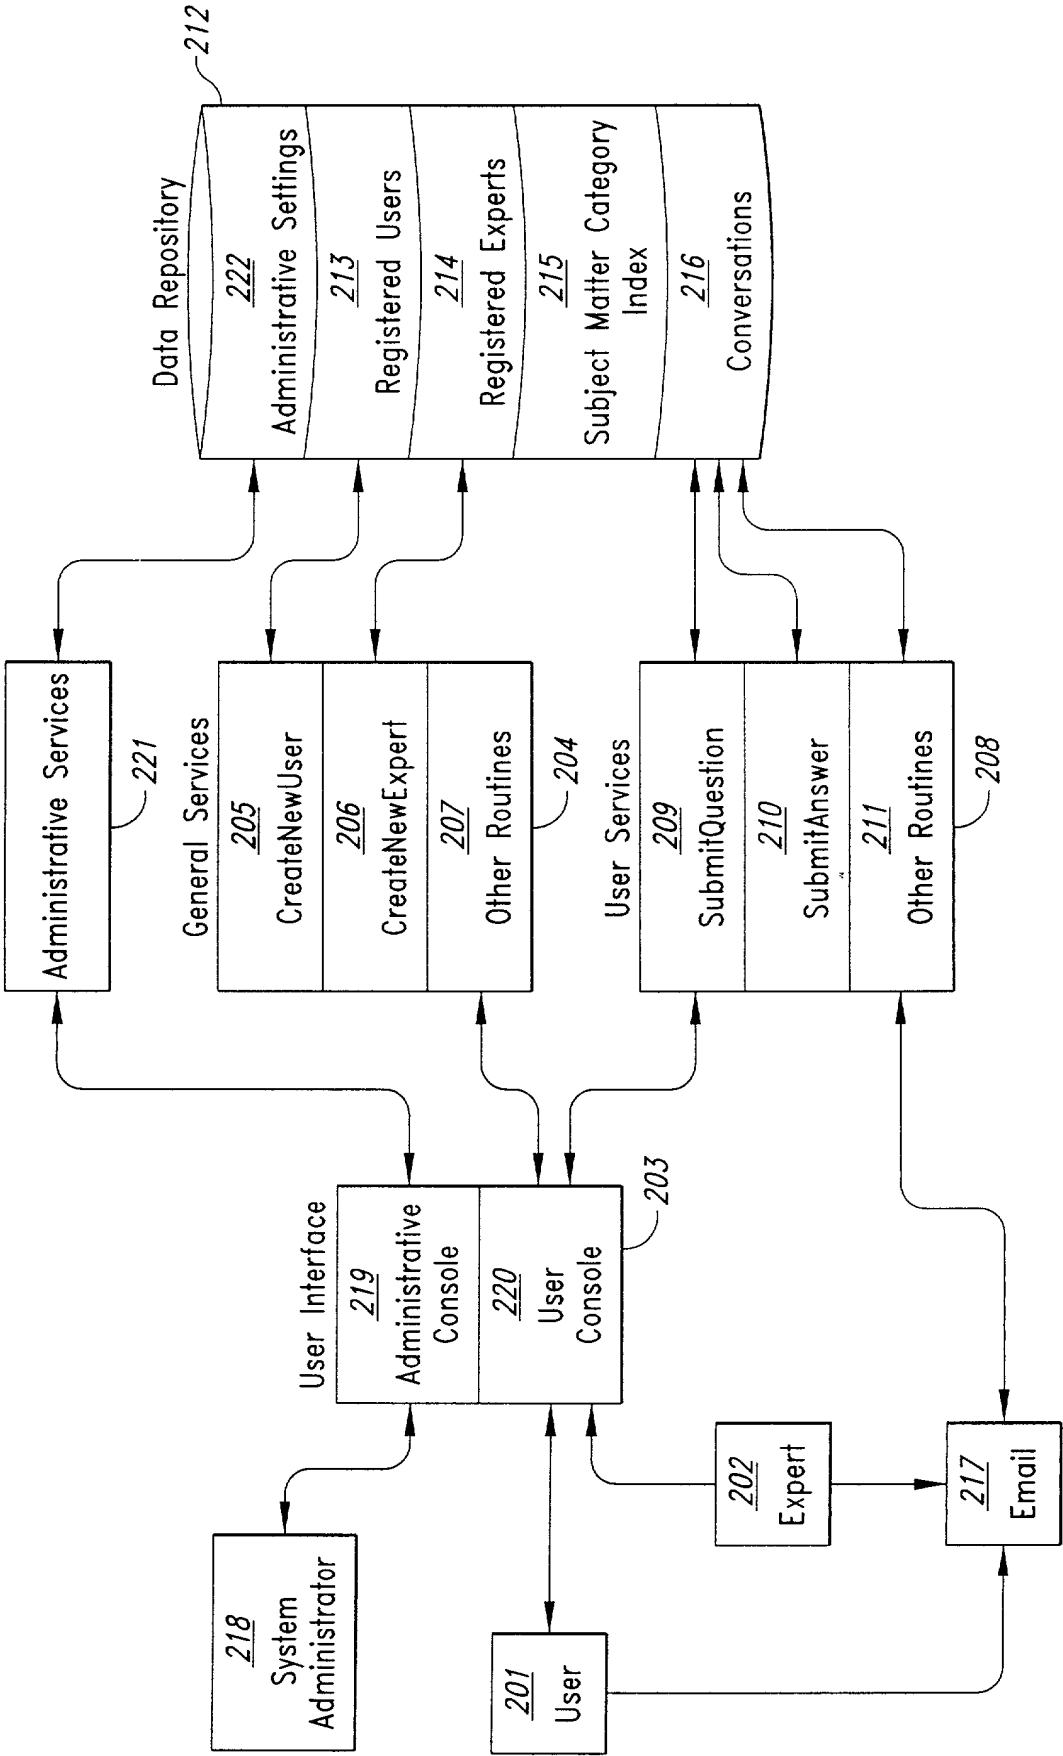 218
System
Administrator
201
User
202
Expert
217
Email
User Interface
219
Administrative
Console
220
User
Console
203
Administrative Services
221
General Services
205
CreateNewUser
206
CreateNewExpert
207
Other Routines
204
User Services
209
SubmitQuestion
210
SubmitAnswer
211
Other Routines
208
Data Repository
212
222
Administrative Settings
213
Registered Users
214
Registered Experts
215
Subject Matter Category
Index
216
Conversations